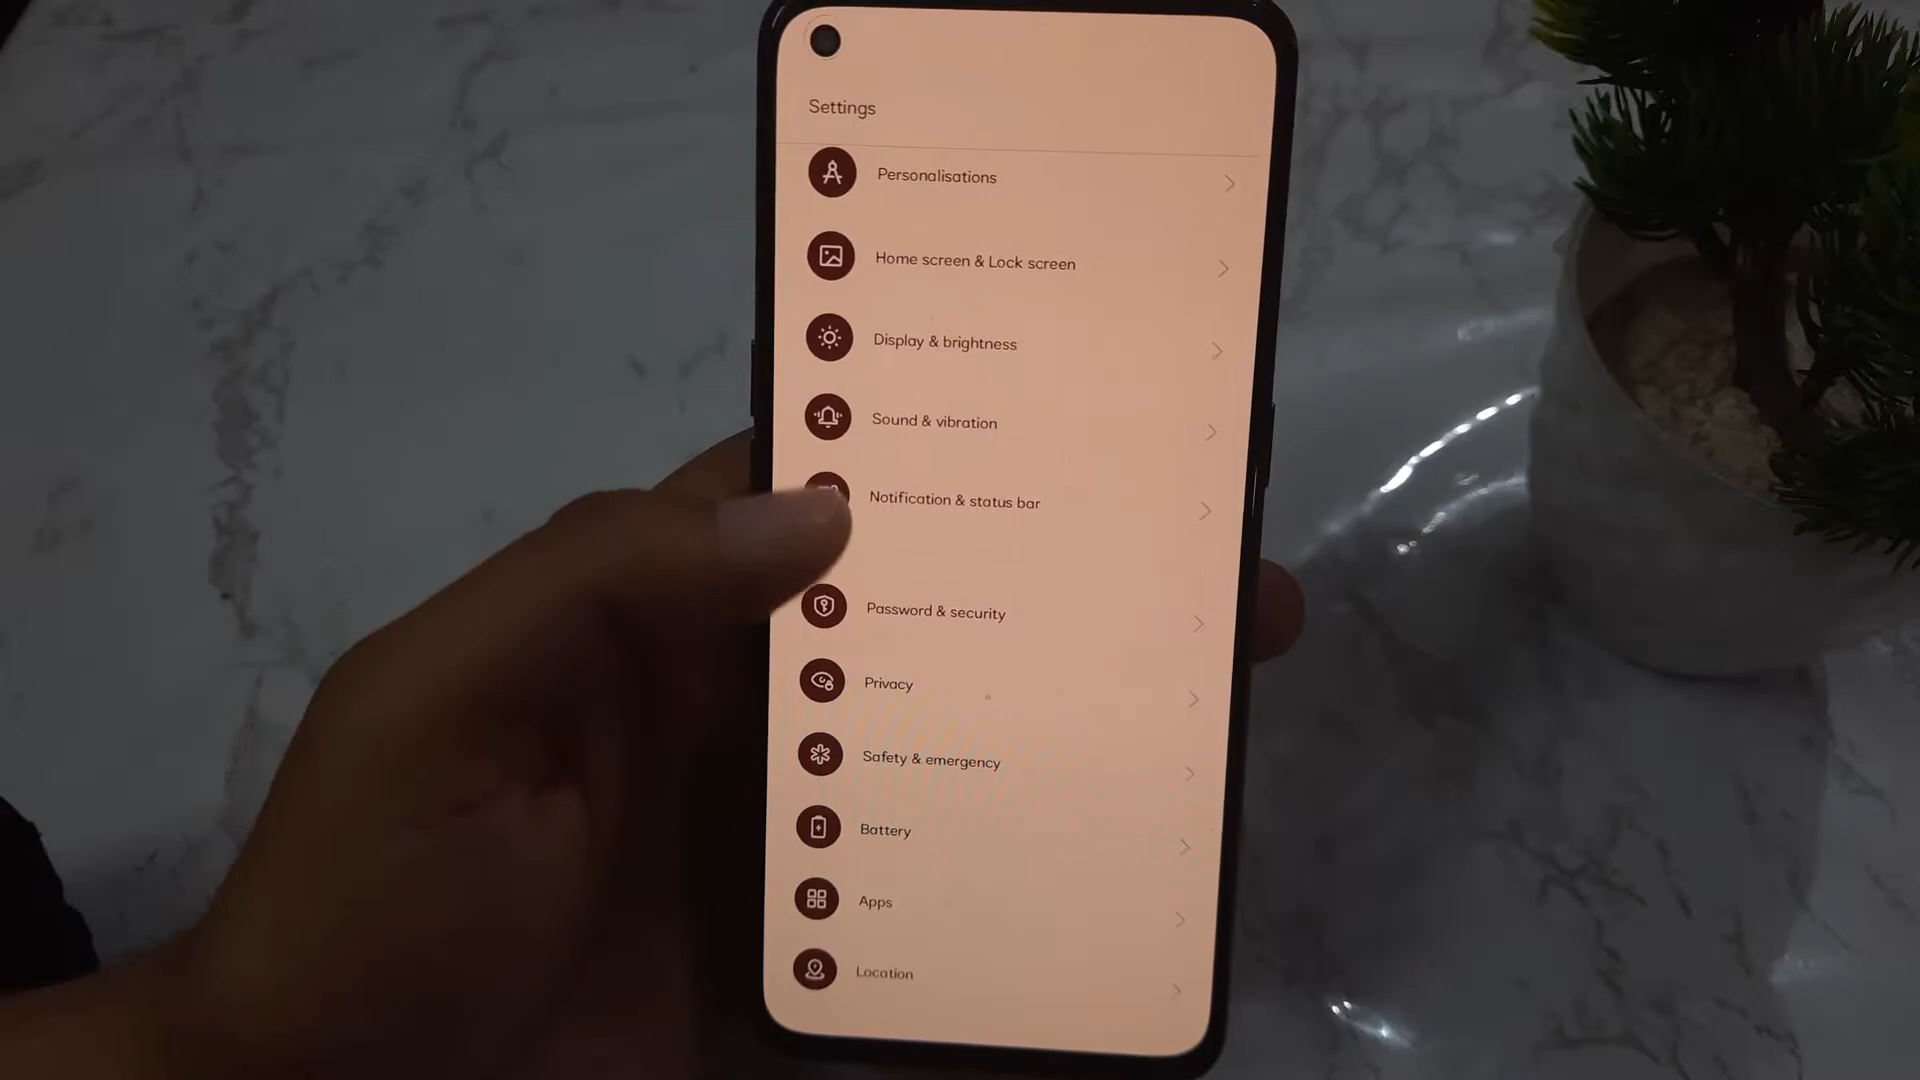 Settings
Personalisations
Home screen & Lock screen
Display & brightness
Sound & vibration
Notification & status bar
Password & security
Privacy
Safety & emergency
Battery
Apps
Location